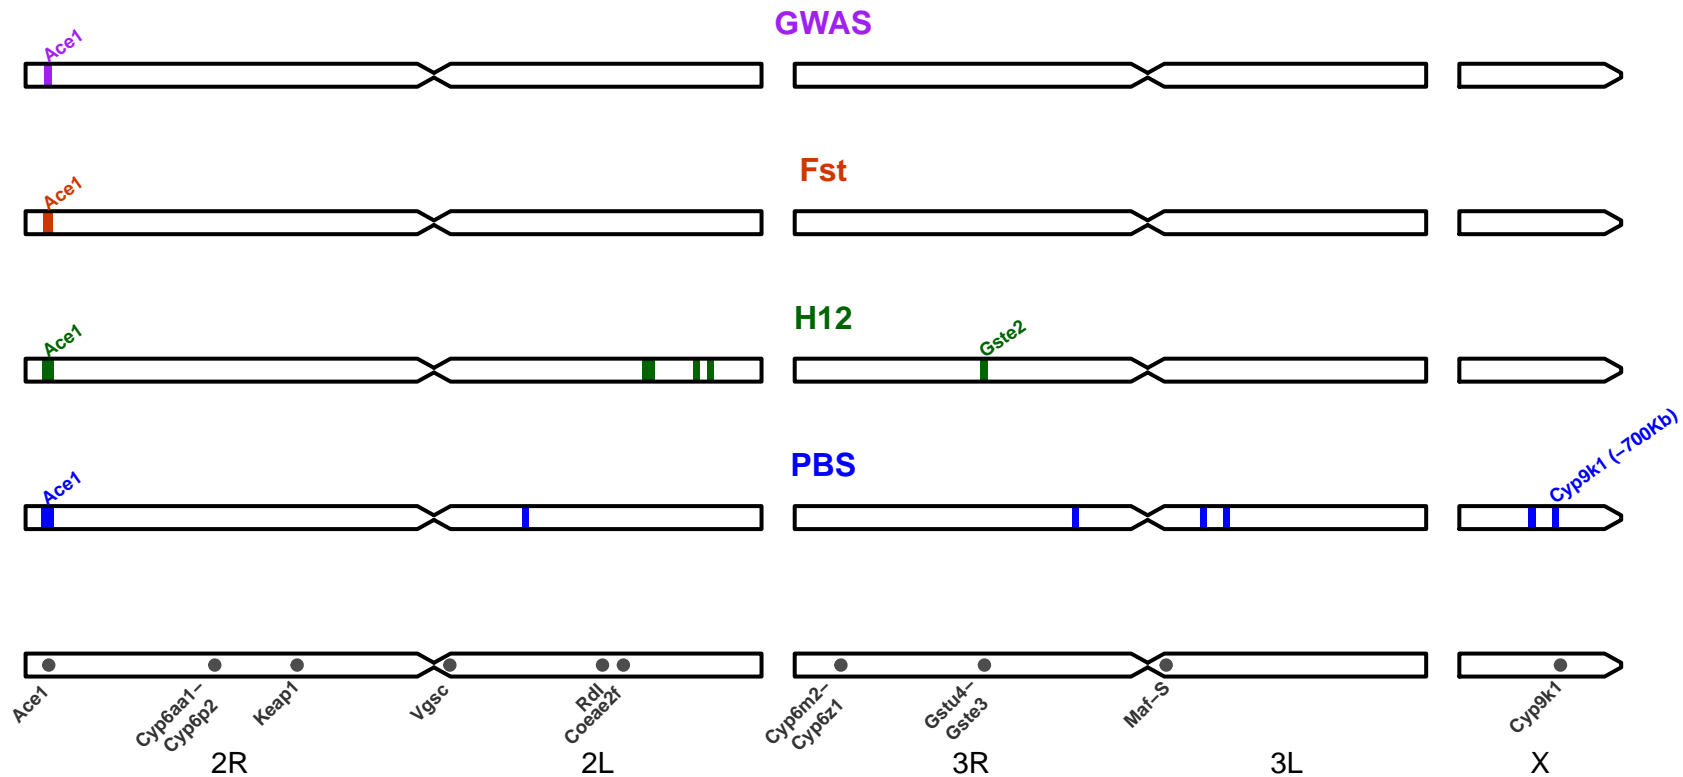 GWAS
Ace1
Fst
Ace1
H12
Ace1
Gste2
PBS
Ace1
Cyp9k1 (−700Kb)
Ace1
Cyp6aa1−
Cyp6p2
Keap1
Vgsc
Rdl
Coeae2f
Cyp6m2−
Cyp6z1
Gstu4−
Gste3
Maf−S
Cyp9k1
2R
2L
3R
3L
X